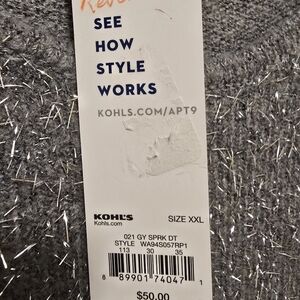 SEE
HOW
STYLE
WORKS
KOHLS.COM/APT9
KOHL'S
Kohls.com
SIZE XXL
021 GY SPRK DT
STYLE WA94S057RP1
113 30 35
8 89901 74047 1
$50.00